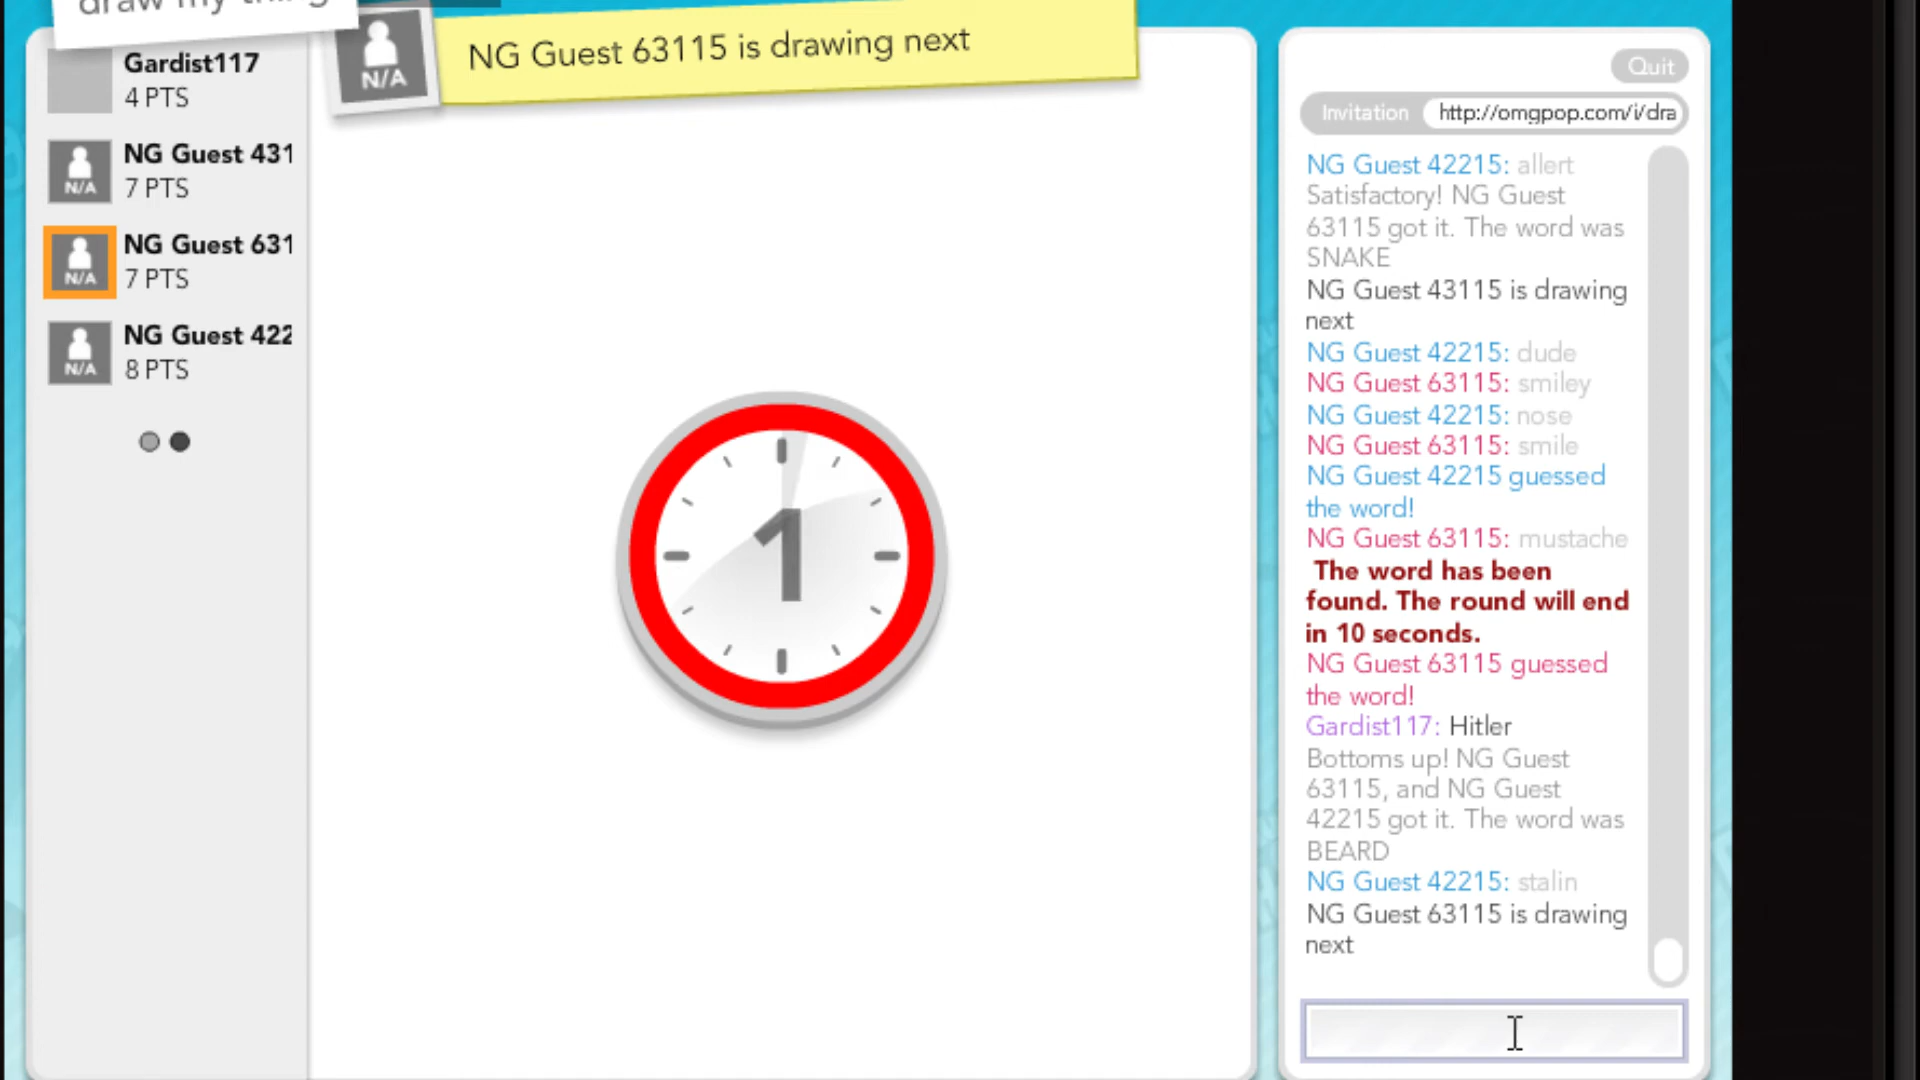 draw my thing
NG Guest 63115 is drawing next
N/A
Gardist117
4 PTS
NG Guest 431
7 PTS
N/A
NG Guest 631
7 PTS
N/A
NG Guest 422
8 PTS
N/A
1
Quit
Invitation http://omgpop.com/i/dra
NG Guest 42215: allert
Satisfactory! NG Guest
63115 got it. The word was
SNAKE
NG Guest 43115 is drawing
next
NG Guest 42215: dude
NG Guest 63115: smiley
NG Guest 42215: nose
NG Guest 63115: smile
NG Guest 42215 guessed
the word!
NG Guest 63115: mustache
The word has been
found. The round will end
in 10 seconds.
NG Guest 63115 guessed
the word!
Gardist117: Hitler
Bottoms up! NG Guest
63115, and NG Guest
42215 got it. The word was
BEARD
NG Guest 42215: stalin
NG Guest 63115 is drawing
next